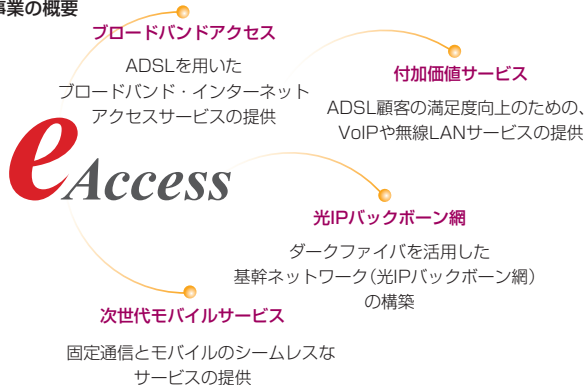 事業の概要
ブロードバンドアクセス
ADSLを用いた
ブロードバンド・インターネット
アクセスサービスの提供
付加価値サービス
ADSL顧客の満足度向上のための、
VoIPや無線LANサービスの提供
eAccess
光IPバックボーン網
ダークファイバを活用した
基幹ネットワーク(光IPバックボーン網)
の構築
次世代モバイルサービス
固定通信とモバイルのシームレスな
サービスの提供